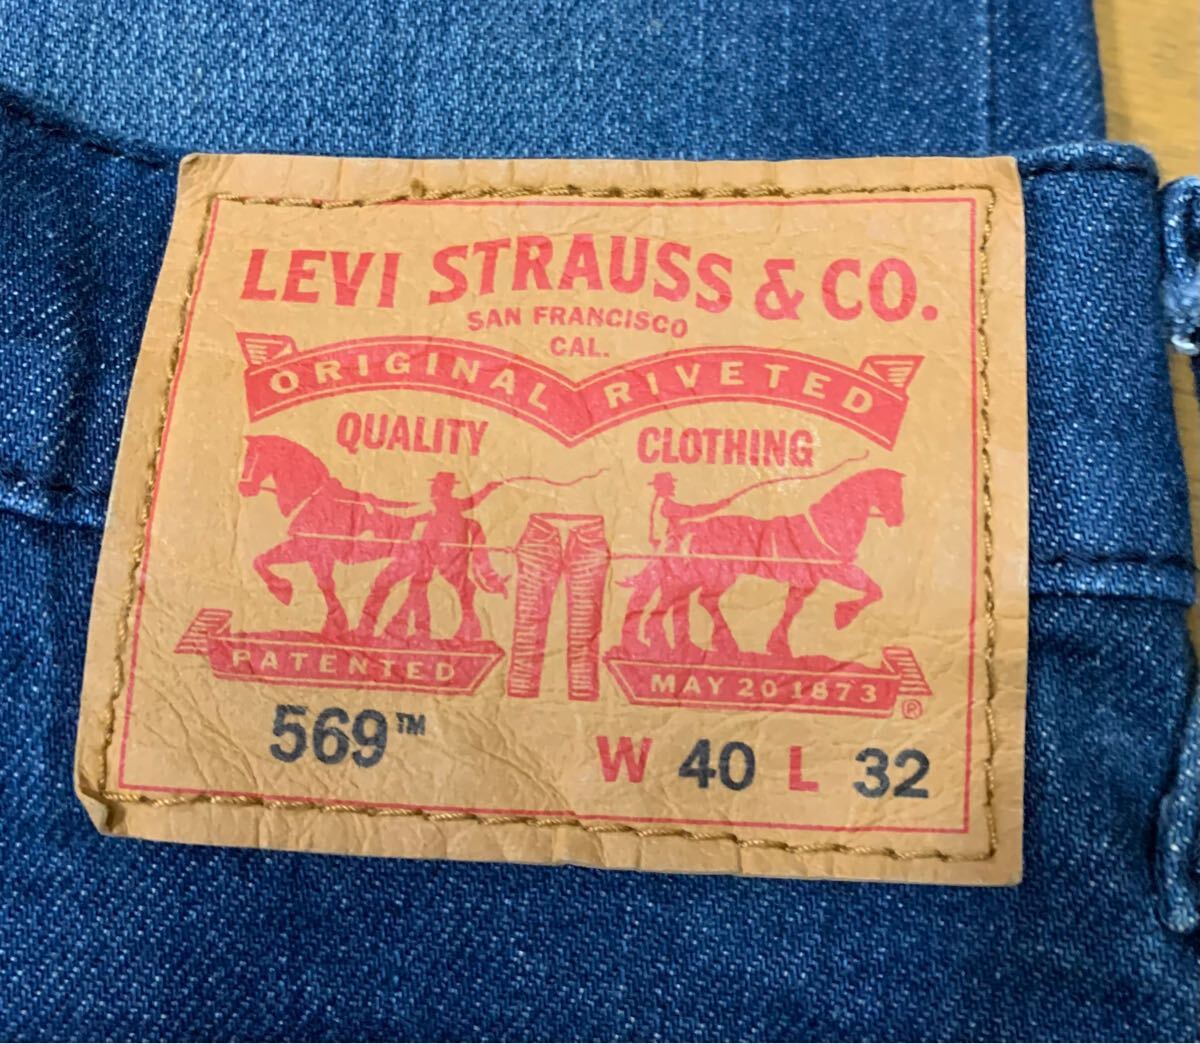 LEVI STRAUSS & CO.
SAN FRANCISCO
CAL.
ORIGINAL RIVETED
QUALITY CLOTHING
PATENTED MAY 20 1873 ®
569™ W 40 L 32